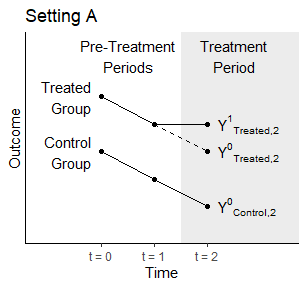 Setting A
Pre-Treatment Periods
Treatment Period
Treated Group
Control Group
Y¹Treated,2
Y⁰Treated,2
Y⁰Control,2
Outcome
t = 0 t = 1 t = 2
Time